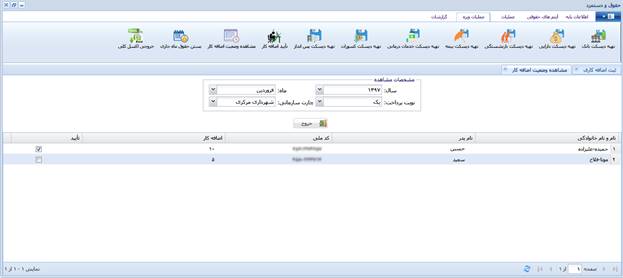 حقوق و دستمزد
اطلاعات پایه آیتم های حقوقی عملیات عملیات ویژه گزارشات
تهیه دیسکت بانک تهیه دیسکت دارایی تهیه دیسکت بازنشستگی تهیه دیسکت بیمه تهیه دیسکت خدمات درمانی تهیه دیسکت کسورات تهیه دیسکت پس انداز تأیید اضافه کار مشاهده وضعیت اضافه کار بستن حقوق ماه جاری خروجی اکسل کلی
ثبت اضافه کاری مشاهده وضعیت اضافه کار
مشخصات مشاهده
سال: ۱۳۹۷ ماه: فروردین
نوبت پرداخت: یک چارت سازمانی: شهرداری مرکزی
خروج
نام و نام خانوادگی نام پدر کد ملی اضافه کار تأیید
۱ حمیده-علیزاده حسین ۱۰
۲ مونا-فلاح سعید ۵
صفحه ۱ از ۱ نمایش ۱ - ۱ از ۱